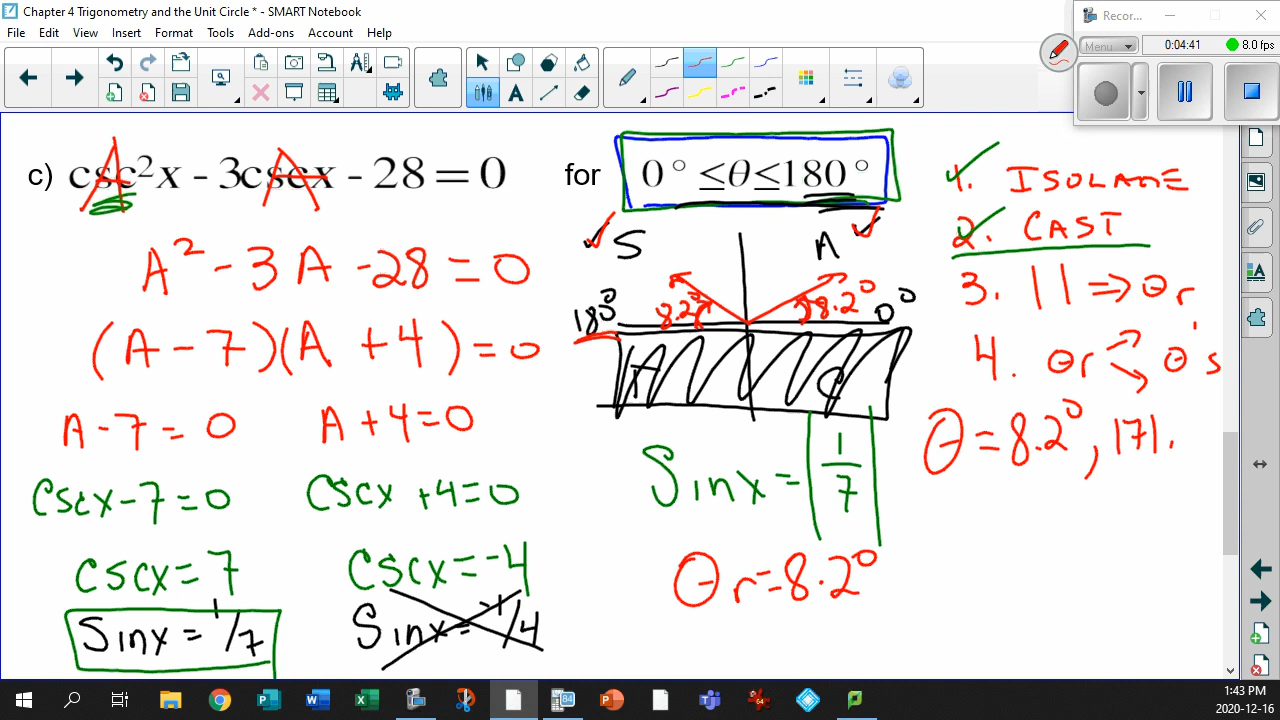 Chapter 4 Trigonometry and the Unit Circle * - SMART Notebook
File Edit View Insert Format Tools Add-ons Account Help
Recor...
Menu
0:04:41
8.0 fps
c) csc²x - 3cscx - 28 = 0 for 0° ≤θ≤180°
A A
A² - 3A - 28 = 0
(A - 7)(A + 4) = 0
A - 7 = 0 A + 4 = 0
cscx - 7 = 0 cscx + 4 = 0
cscx = 7 cscx = -4
Sinx = 1/7 Sinx = -1/4
S A
8.2° 8.2°
180° 0°
T C
Sinx = 1/7
θr = 8.2°
1. ISOLATE
2. CAST
3. | | ⇒ θr
4. θr θ's
θ = 8.2°, 171.
1:43 PM
2020-12-16